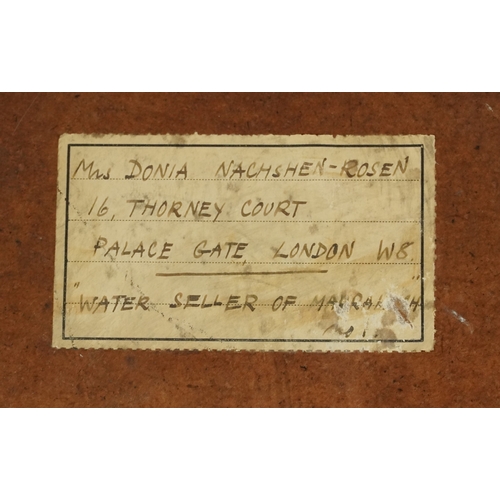 Mrs DONIA NACHSHEN-ROSEN
16, THORNEY COURT
PALACE GATE, LONDON W8.
"WATER SELLER OF